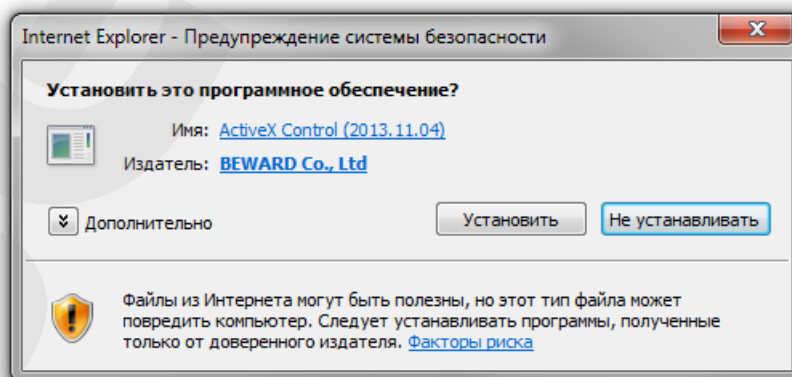 Internet Explorer - Предупреждение системы безопасности
Установить это программное обеспечение?
Имя: ActiveX Control (2013.11.04)
Издатель: BEWARD Co., Ltd
Дополнительно
Установить
Не устанавливать
Файлы из Интернета могут быть полезны, но этот тип файла может
повредить компьютер. Следует устанавливать программы, полученные
только от доверенного издателя. Факторы риска